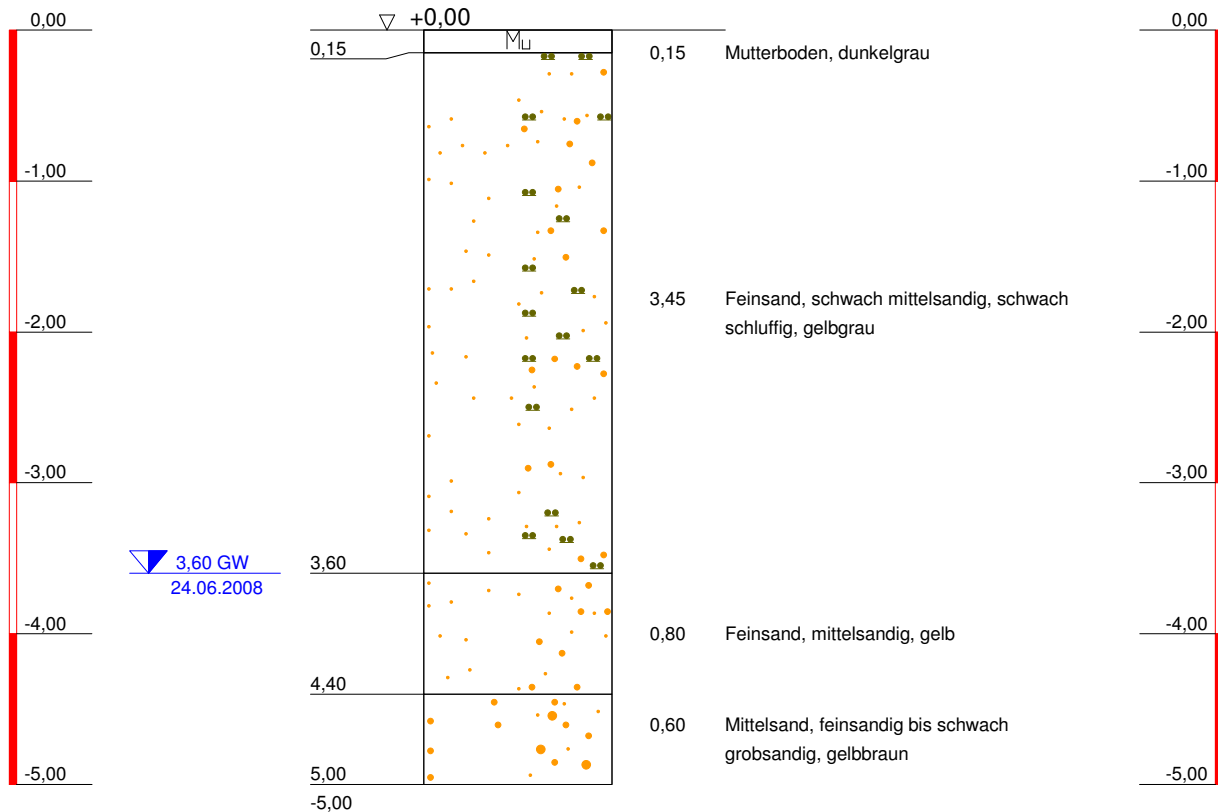 0,00
+0,00
0,00
Mu
0,15
0,15
Mutterboden, dunkelgrau
-1,00
-1,00
3,45
Feinsand, schwach mittelsandig, schwach
schluffig, gelbgrau
-2,00
-2,00
-3,00
-3,00
3,60 GW
24.06.2008
3,60
-4,00
0,80
Feinsand, mittelsandig, gelb
-4,00
4,40
0,60
Mittelsand, feinsandig bis schwach
grobsandig, gelbbraun
-5,00
5,00
-5,00
-5,00